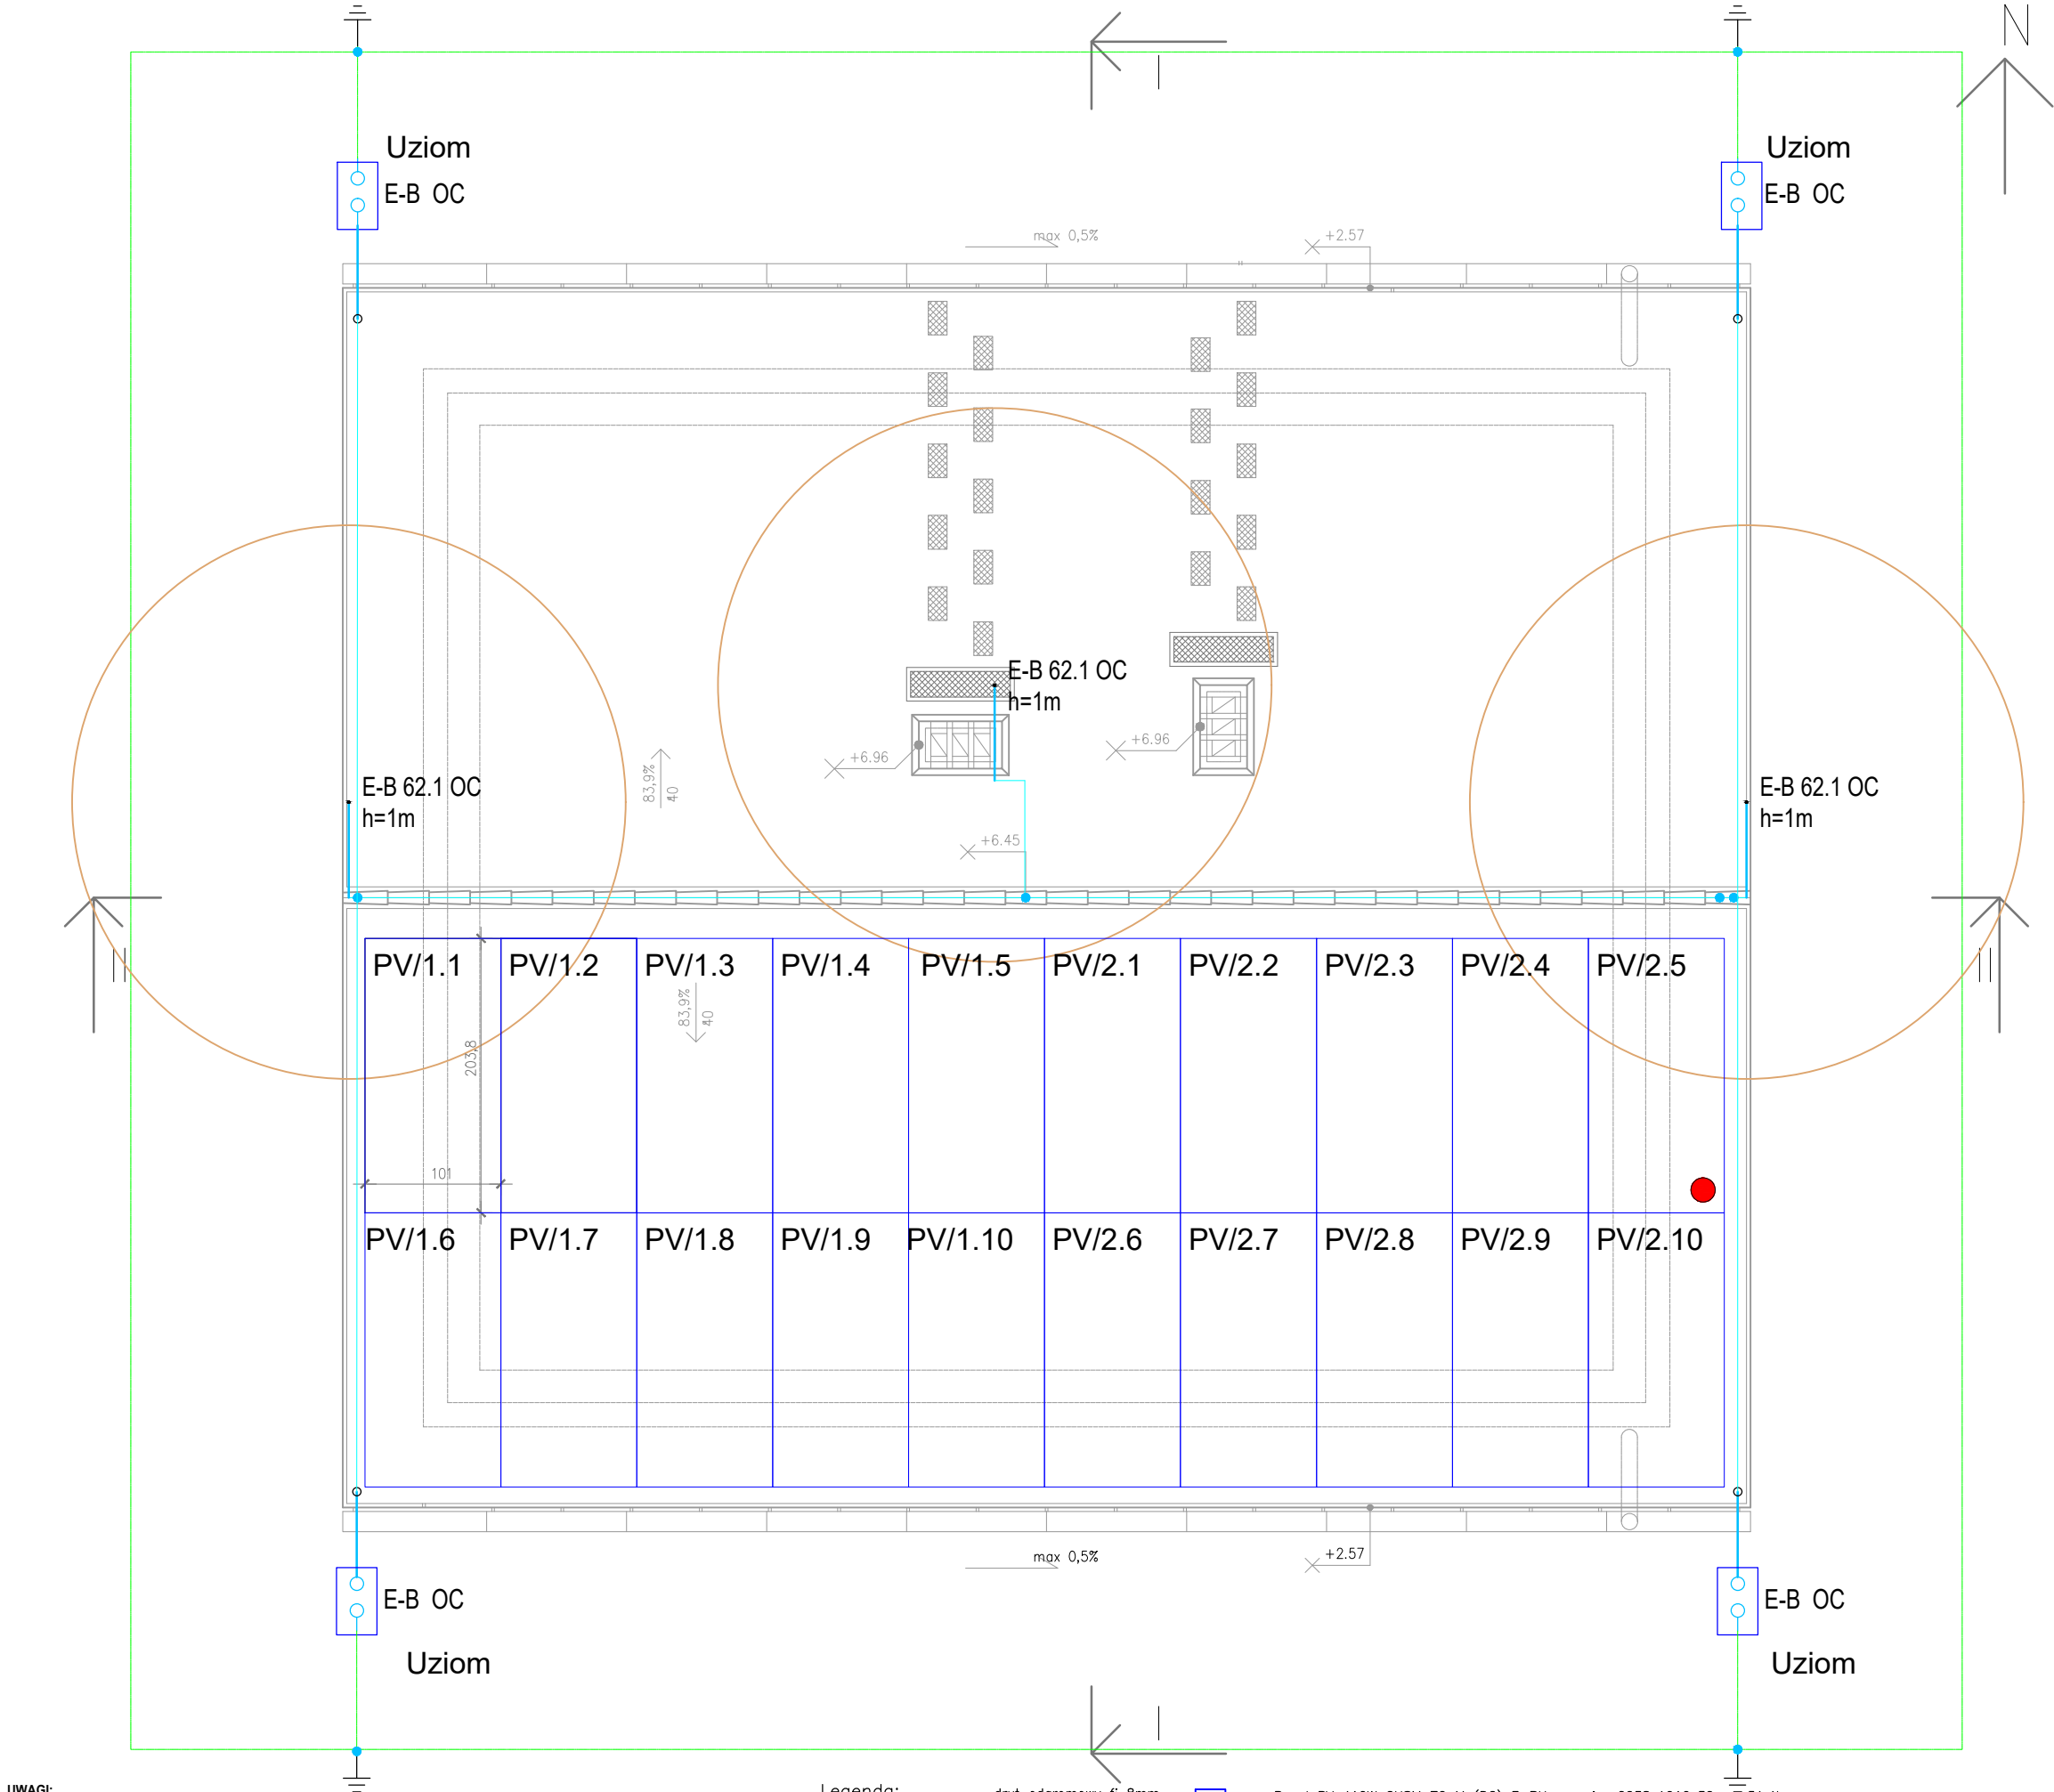 N
I
Uziom
Uziom
E-B OC
E-B OC
max 0,5%
+2.57
E-B 62.1 OC
h=1m
+6.96
+6.96
83,9%
40
E-B 62.1 OC
h=1m
E-B 62.1 OC
h=1m
+6.45
II
II
PV/1.1
PV/1.2
PV/1.3
PV/1.4
PV/1.5
PV/2.1
PV/2.2
PV/2.3
PV/2.4
PV/2.5
83,9%
40
203,8
101
PV/1.6
PV/1.7
PV/1.8
PV/1.9
PV/1.10
PV/2.6
PV/2.7
PV/2.8
PV/2.9
PV/2.10
max 0,5%
+2.57
E-B OC
E-B OC
Uziom
Uziom
I
UWAGI:
Legenda: